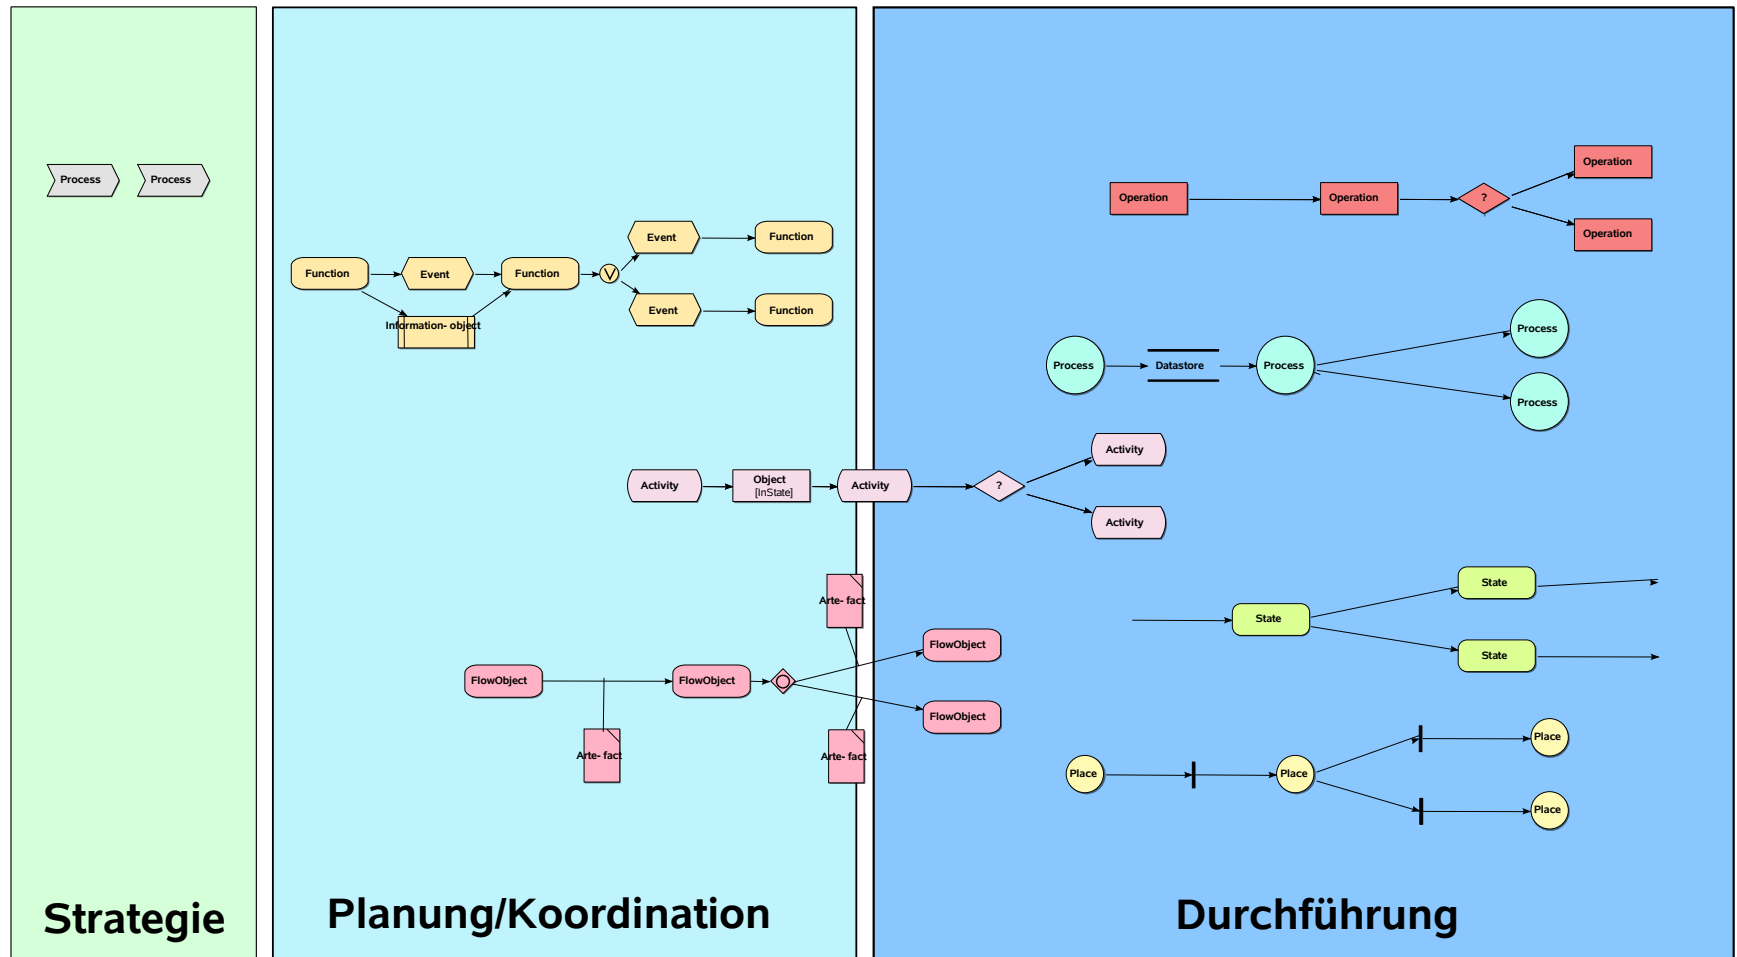 Process
Process
Function
Event
Function
V
Event
Function
Event
Function
Information- object
Activity
Object
[InState]
Activity
?
Activity
Activity
Arte- fact
FlowObject
FlowObject
FlowObject
FlowObject
Arte- fact
Arte- fact
Operation
Operation
?
Operation
Operation
Process
Datastore
Process
Process
Process
State
State
State
Place
Place
Place
Place
Strategie
Planung/Koordination
Durchführung